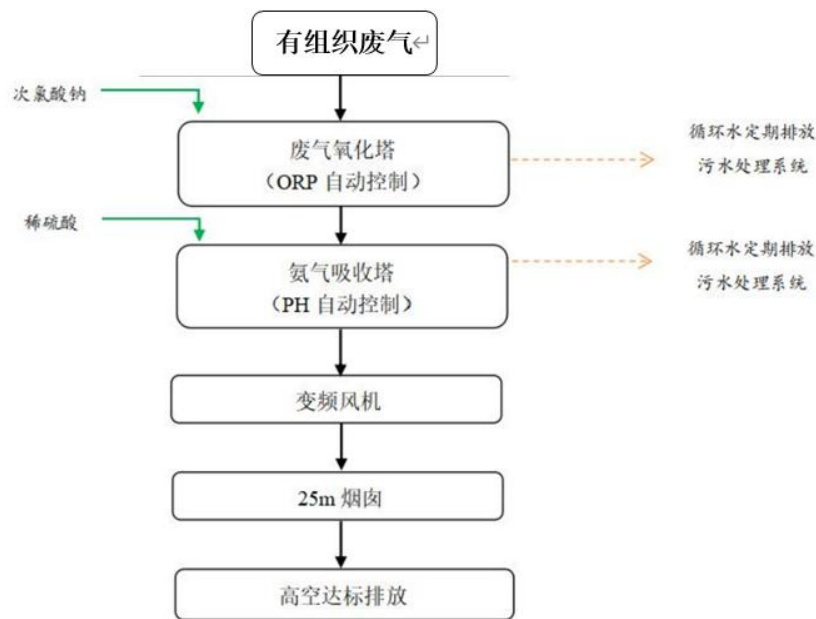 有组织废气↵
次氯酸钠
废气氧化塔
（ORP 自动控制）
循环水定期排放
污水处理系统
稀硫酸
氨气吸收塔
（PH 自动控制）
循环水定期排放
污水处理系统
变频风机
25m 烟囱
高空达标排放